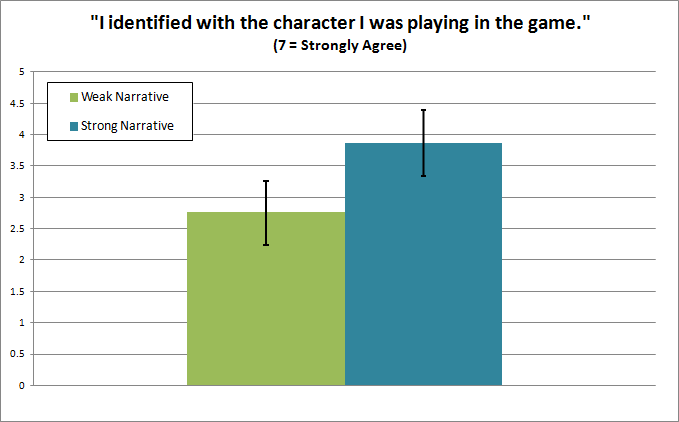 "I identified with the character I was playing in the game."
(7 = Strongly Agree)
5
4.5
4
3.5
3
2.5
2
1.5
1
0.5
0
Weak Narrative
Strong Narrative